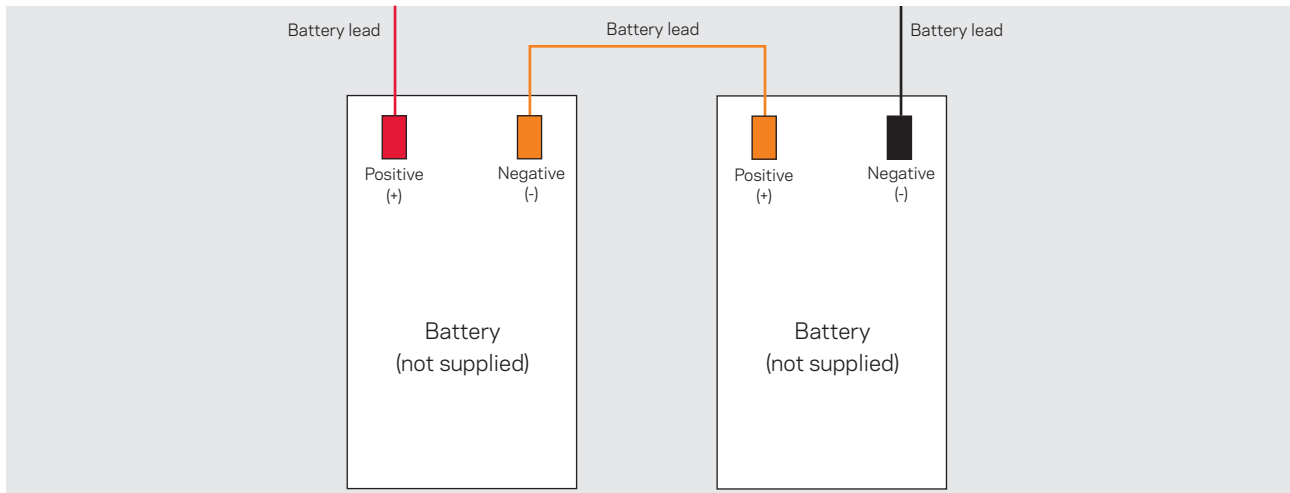 Battery lead
Battery lead
Battery lead
Positive
(+)
Negative
(-)
Positive
(+)
Negative
(-)
Battery
(not supplied)
Battery
(not supplied)